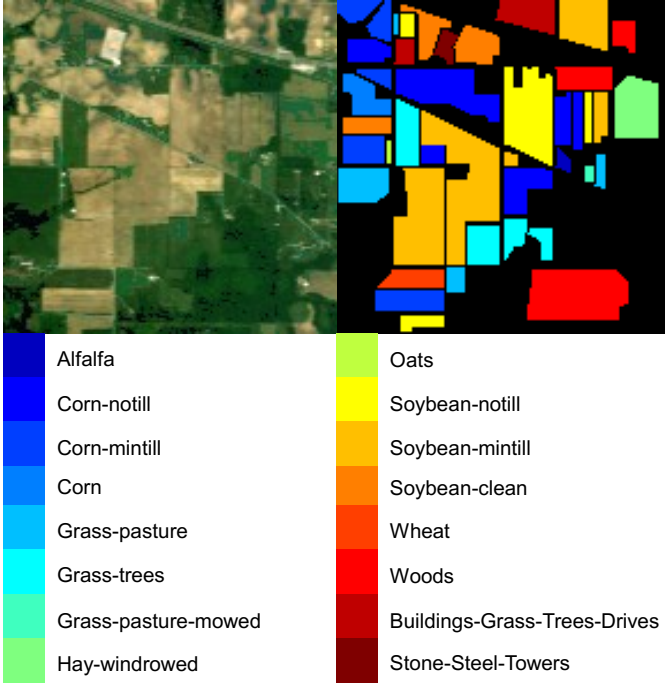 Alfalfa
Oats
Corn-notill
Soybean-notill
Corn-mintill
Soybean-mintill
Corn
Soybean-clean
Grass-pasture
Wheat
Grass-trees
Woods
Grass-pasture-mowed
Buildings-Grass-Trees-Drives
Hay-windrowed
Stone-Steel-Towers